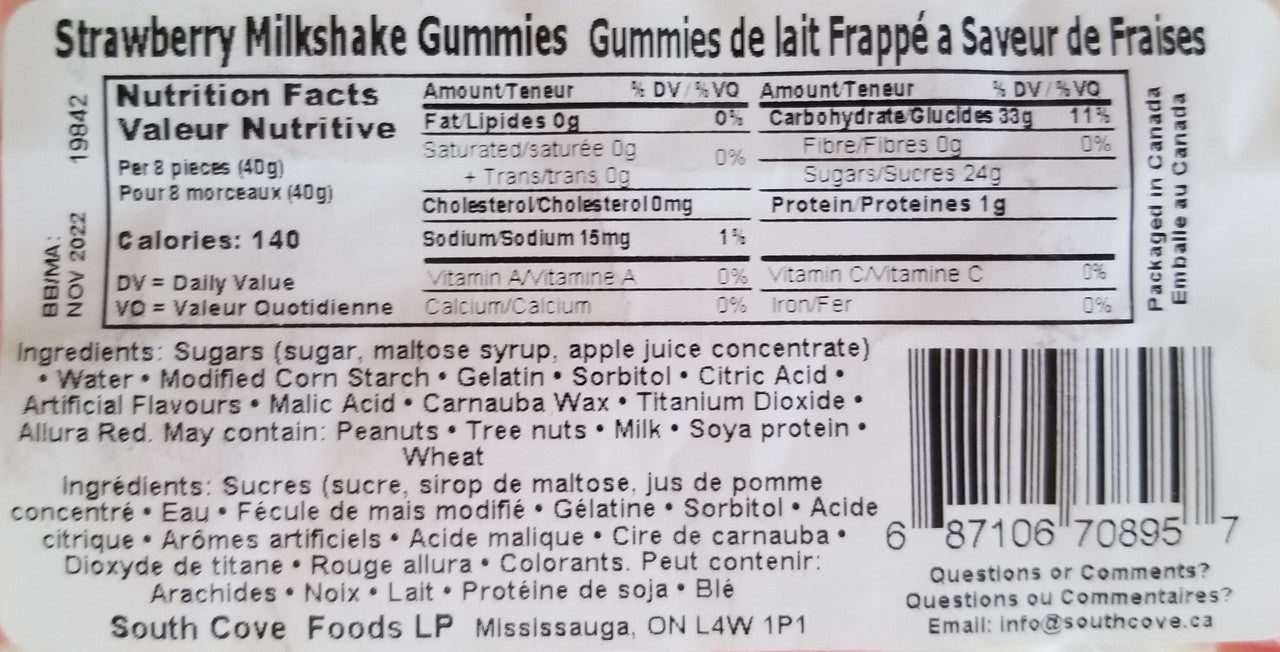 Strawberry Milkshake Gummies Gummies de lait Frappé a Saveur de Fraises
BB/MA: 19842
NOV 2022
Nutrition Facts
Valeur Nutritive
Per 8 pieces (40g)
Pour 8 morceaux (40g)
Calories: 140
DV = Daily Value
VQ = Valeur Quotidienne
Amount/Teneur % DV / % VQ
Fat/Lipides 0g 0%
Saturated/saturée 0g
+ Trans/trans 0g 0%
Cholesterol/Cholesterol 0mg
Sodium/Sodium 15mg 1%
Vitamin A/Vitamine A 0%
Calcium/Calcium 0%
Amount/Teneur % DV / % VQ
Carbohydrate/Glucides 33g 11%
Fibre/Fibres 0g 0%
Sugars/Sucres 24g
Protein/Proteines 1g
Vitamin C/Vitamine C 0%
Iron/Fer 0%
Packaged in Canada
Emballe au Canada
Ingredients: Sugars (sugar, maltose syrup, apple juice concentrate)
• Water • Modified Corn Starch • Gelatin • Sorbitol • Citric Acid •
Artificial Flavours • Malic Acid • Carnauba Wax • Titanium Dioxide •
Allura Red. May contain: Peanuts • Tree nuts • Milk • Soya protein •
Wheat
Ingrédients: Sucres (sucre, sirop de maltose, jus de pomme
concentré • Eau • Fécule de mais modifié • Gélatine • Sorbitol • Acide
citrique • Arômes artificiels • Acide malique • Cire de carnauba •
Dioxyde de titane • Rouge allura • Colorants. Peut contenir:
Arachides • Noix • Lait • Protéine de soja • Blé
South Cove Foods LP Mississauga, ON L4W 1P1
6 87106 70895 7
Questions or Comments?
Questions ou Commentaires?
Email: info@southcove.ca